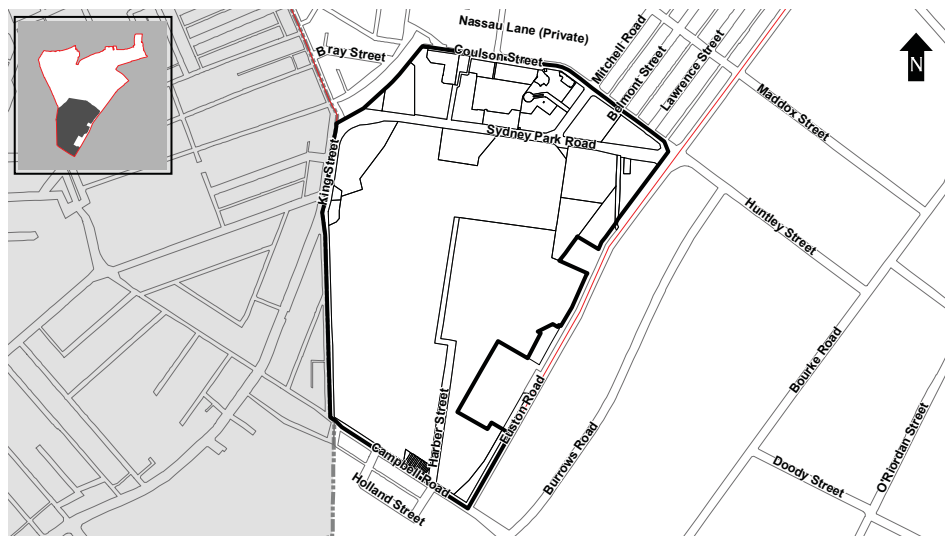 Nassau Lane (Private)
Bray Street
Coulson Street
Mitchell Road
Belmont Street
Lawrence Street
N
Maddox Street
Sydney Park Road
King Street
Huntley Street
Bourke Road
Harber Street
Euston Road
Burrows Road
Campbell Road
Holland Street
Doody Street
O'Riordan Street